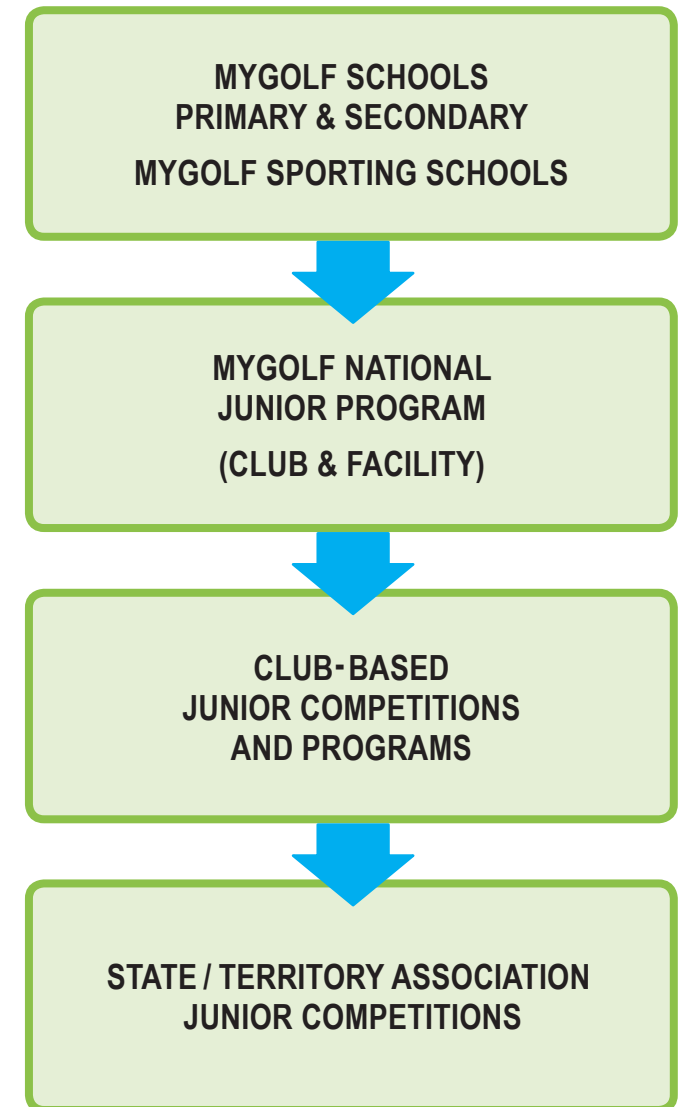 MYGOLF SCHOOLS
PRIMARY & SECONDARY
MYGOLF SPORTING SCHOOLS
MYGOLF NATIONAL
JUNIOR PROGRAM
(CLUB & FACILITY)
CLUB-BASED
JUNIOR COMPETITIONS
AND PROGRAMS
STATE / TERRITORY ASSOCIATION
JUNIOR COMPETITIONS